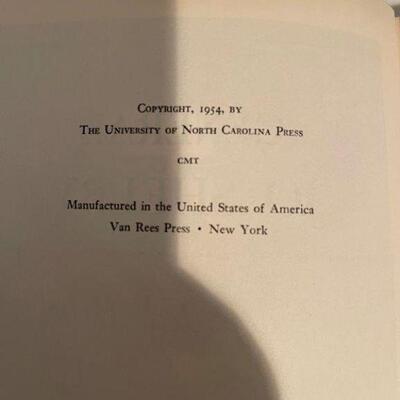 Copyright, 1954, by
The University of North Carolina Press
CMT
Manufactured in the United States of America
Van Rees Press • New York